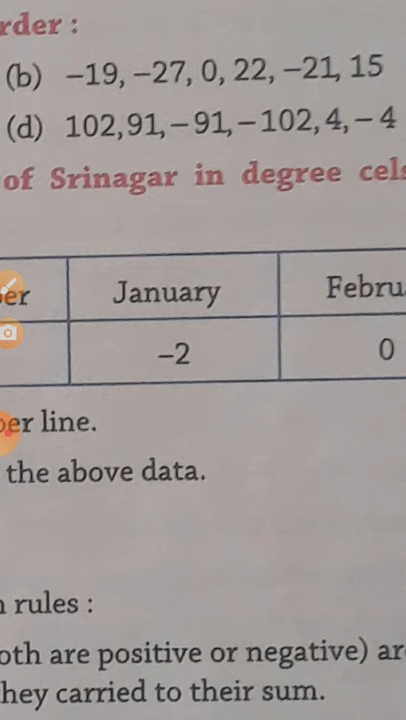 rder :
(b) –19, –27, 0, 22, –21, 15
(d) 102,91,– 91,– 102, 4, – 4
of Srinagar in degree cels
er January Febru
–2 0
er line.
the above data.
rules :
oth are positive or negative) ar
hey carried to their sum.